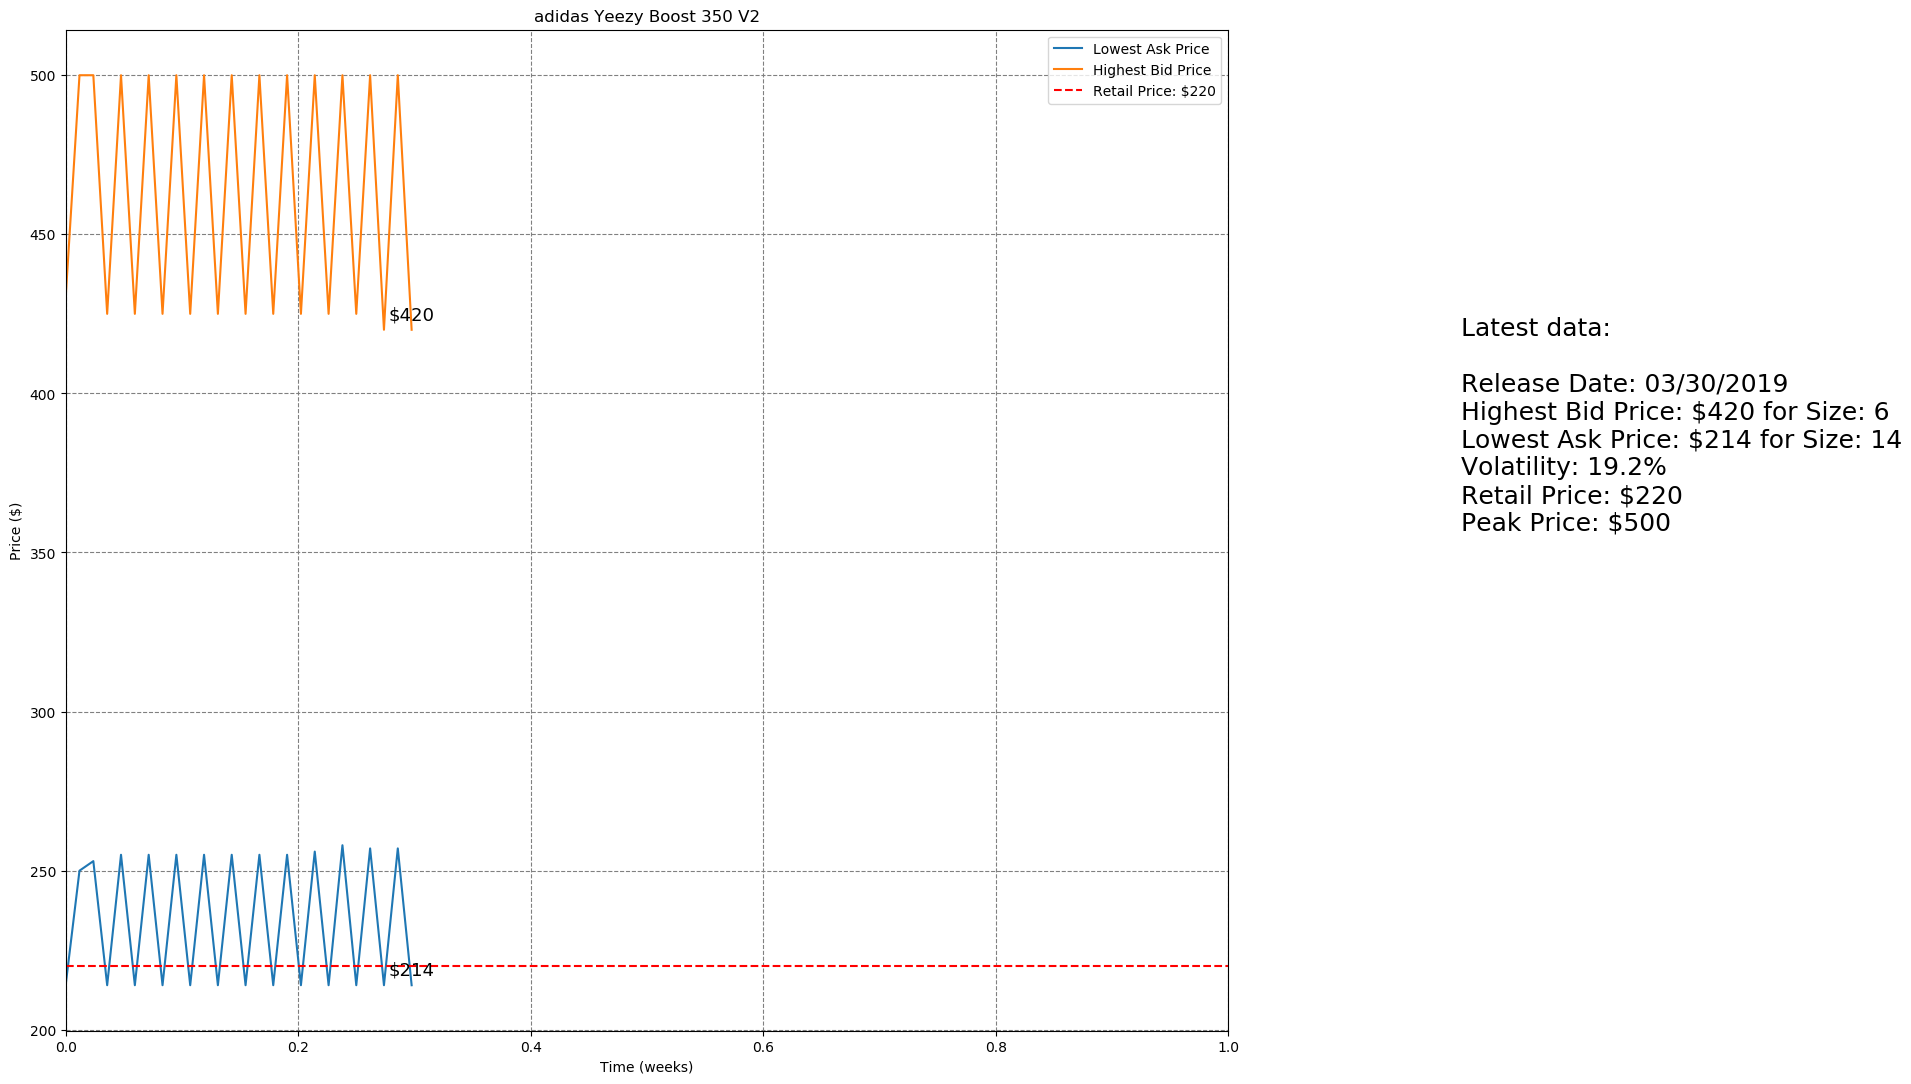 adidas Yeezy Boost 350 V2
Lowest Ask Price
Highest Bid Price
Retail Price: $220
500
450
400
350
300
250
200
Price ($)
$420
$214
0.0
0.2
0.4
0.6
0.8
1.0
Time (weeks)
Latest data:
Release Date: 03/30/2019
Highest Bid Price: $420 for Size: 6
Lowest Ask Price: $214 for Size: 14
Volatility: 19.2%
Retail Price: $220
Peak Price: $500